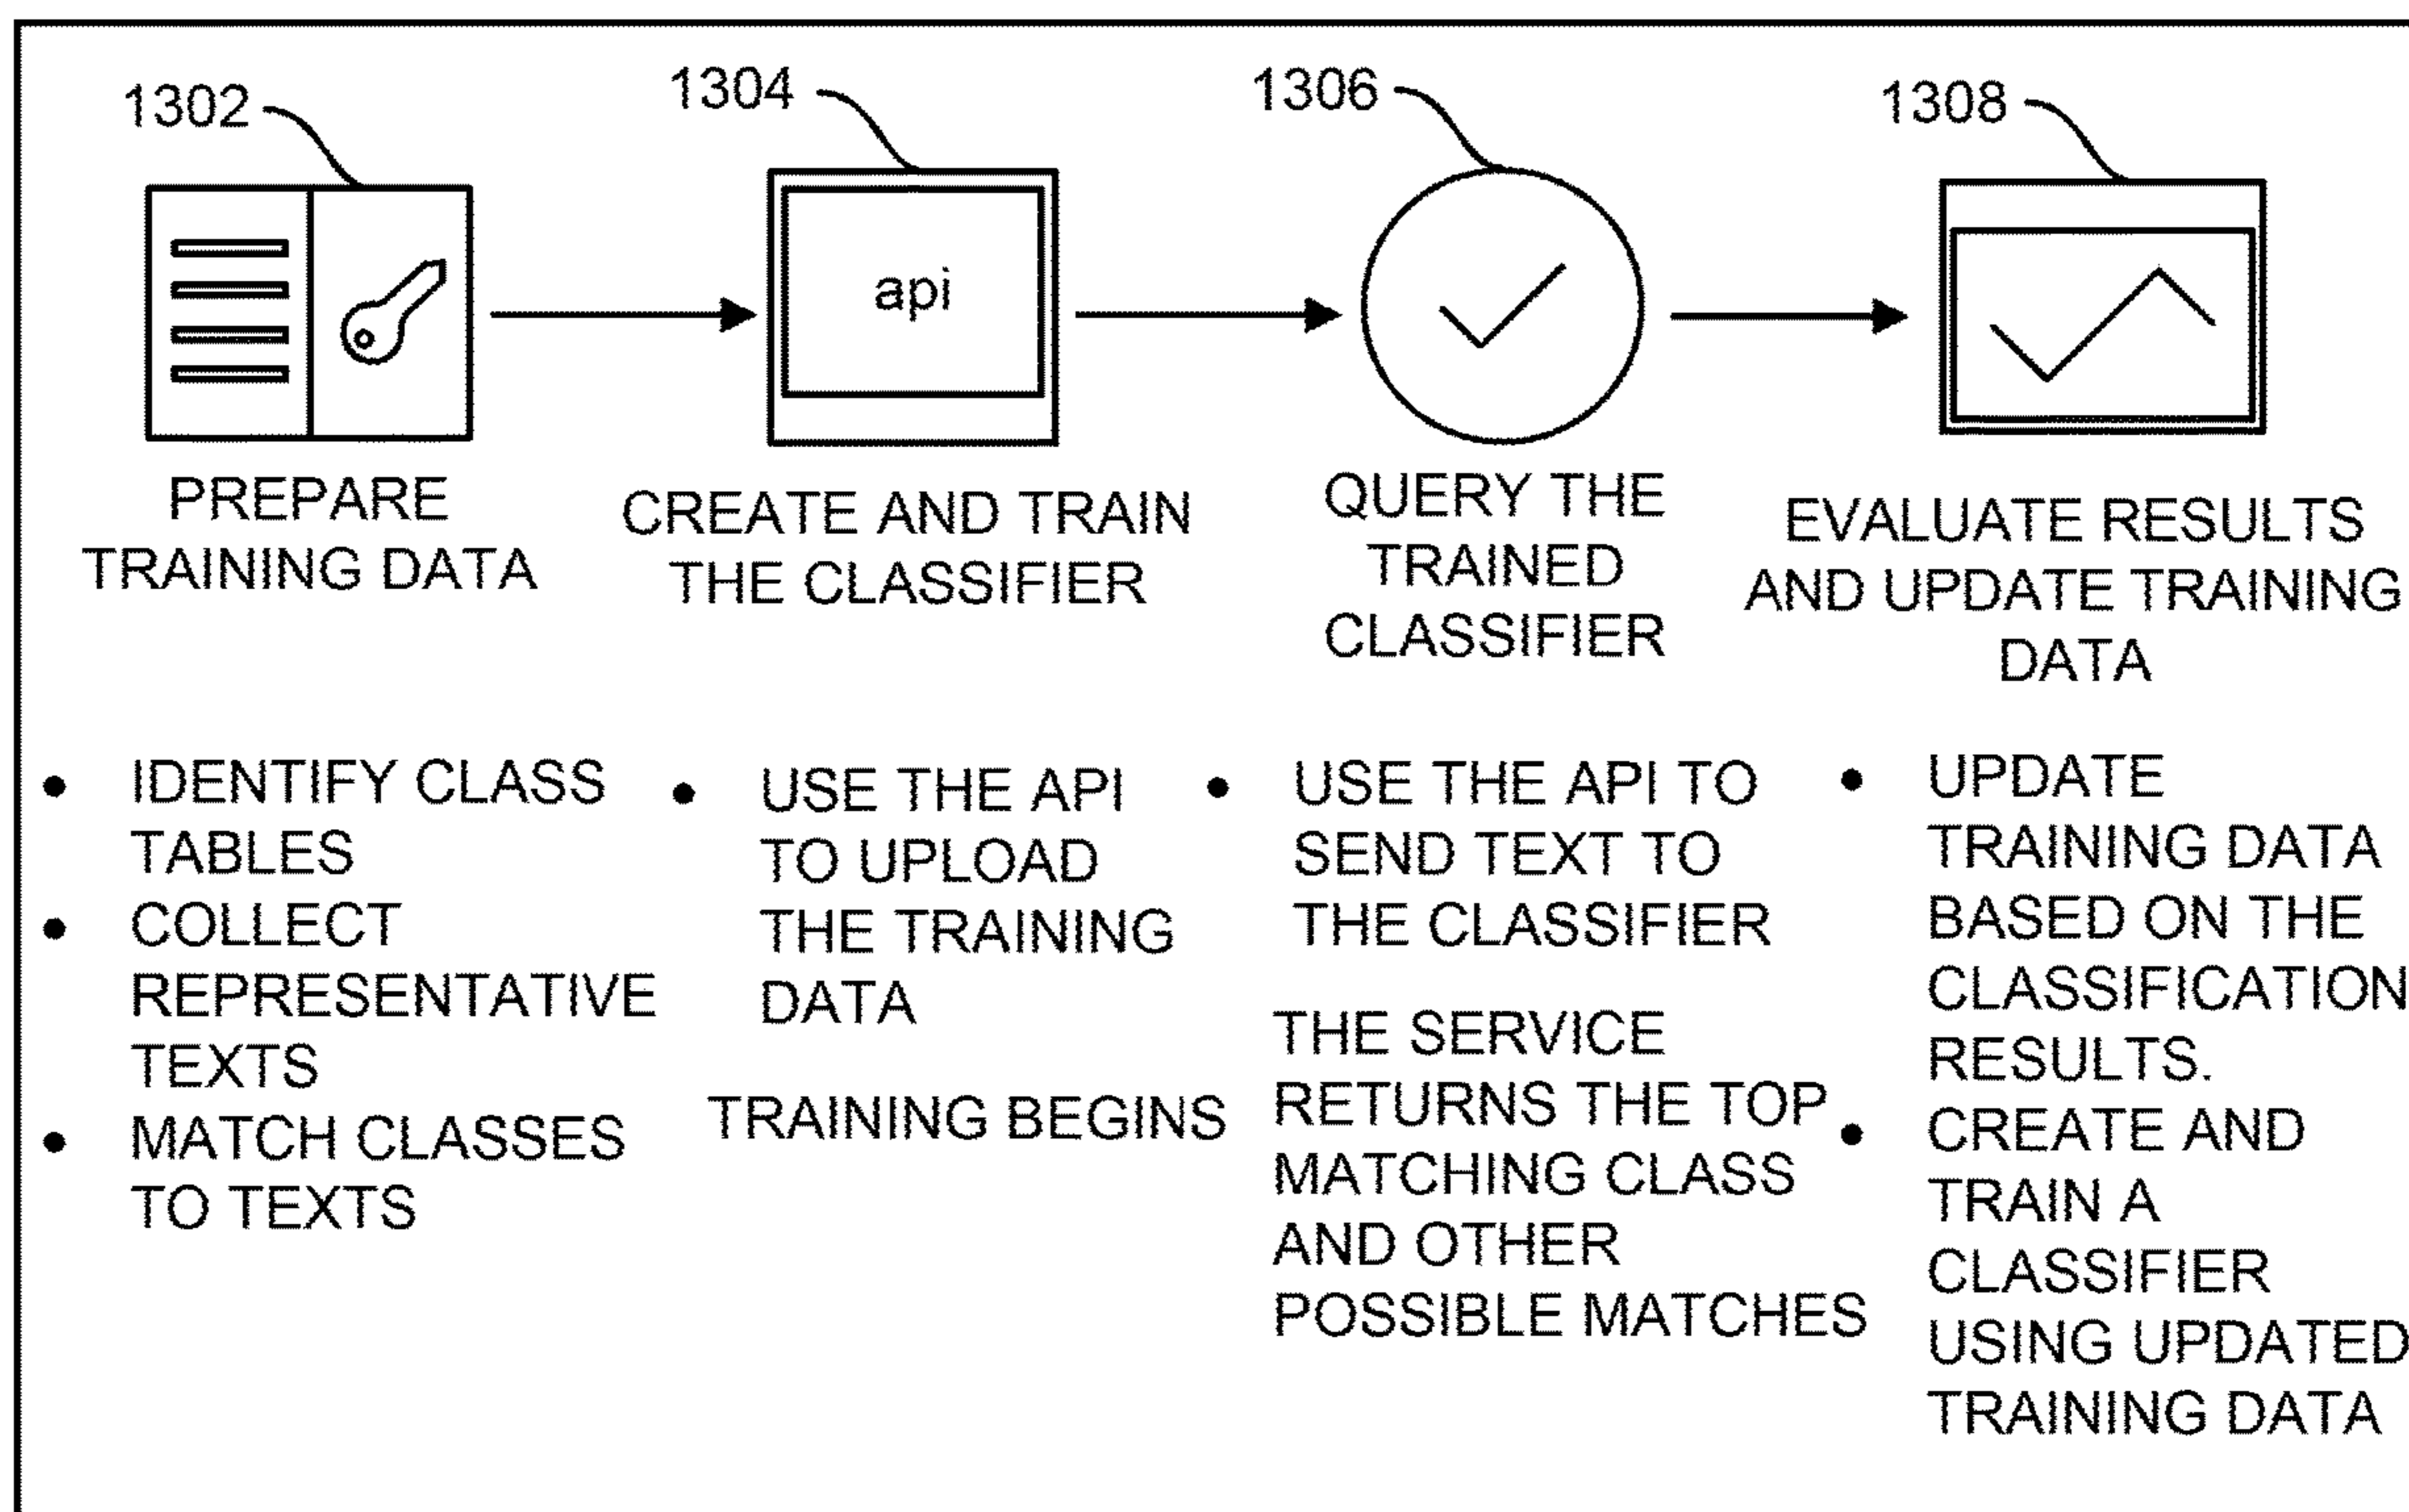 1302
1304
1306
1308
api
PREPARE
TRAINING DATA
CREATE AND TRAIN
THE CLASSIFIER
QUERY THE
TRAINED
CLASSIFIER
EVALUATE RESULTS
AND UPDATE TRAINING
DATA
• IDENTIFY CLASS
TABLES
• COLLECT
REPRESENTATIVE
TEXTS
• MATCH CLASSES
TO TEXTS
• USE THE API
TO UPLOAD
THE TRAINING
DATA
TRAINING BEGINS
• USE THE API TO
SEND TEXT TO
THE CLASSIFIER
THE SERVICE
RETURNS THE TOP
MATCHING CLASS
AND OTHER
POSSIBLE MATCHES
• UPDATE
TRAINING DATA
BASED ON THE
CLASSIFICATION
RESULTS.
• CREATE AND
TRAIN A
CLASSIFIER
USING UPDATED
TRAINING DATA